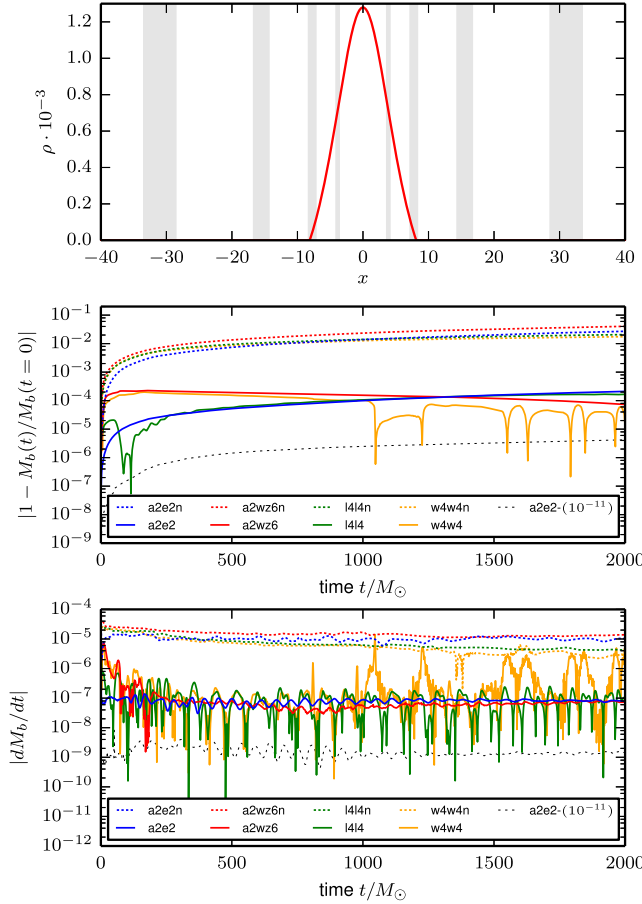 1.2
1.0
0.8
0.6
0.4
0.2
0.0
ρ · 10⁻³
−40 −30 −20 −10 0 10 20 30 40
x
10⁻¹
10⁻²
10⁻³
10⁻⁴
10⁻⁵
10⁻⁶
10⁻⁷
10⁻⁸
10⁻⁹
|1 − M_b(t)/M_b(t = 0)|
a2e2n a2wz6n l4l4n w4w4n a2e2-(10⁻¹¹)
a2e2 a2wz6 l4l4 w4w4
0 500 1000 1500 2000
time t/M⊙
10⁻⁴
10⁻⁵
10⁻⁶
10⁻⁷
10⁻⁸
10⁻⁹
10⁻¹⁰
10⁻¹¹
10⁻¹²
|dM_b/dt|
a2e2n a2wz6n l4l4n w4w4n a2e2-(10⁻¹¹)
a2e2 a2wz6 l4l4 w4w4
0 500 1000 1500 2000
time t/M⊙